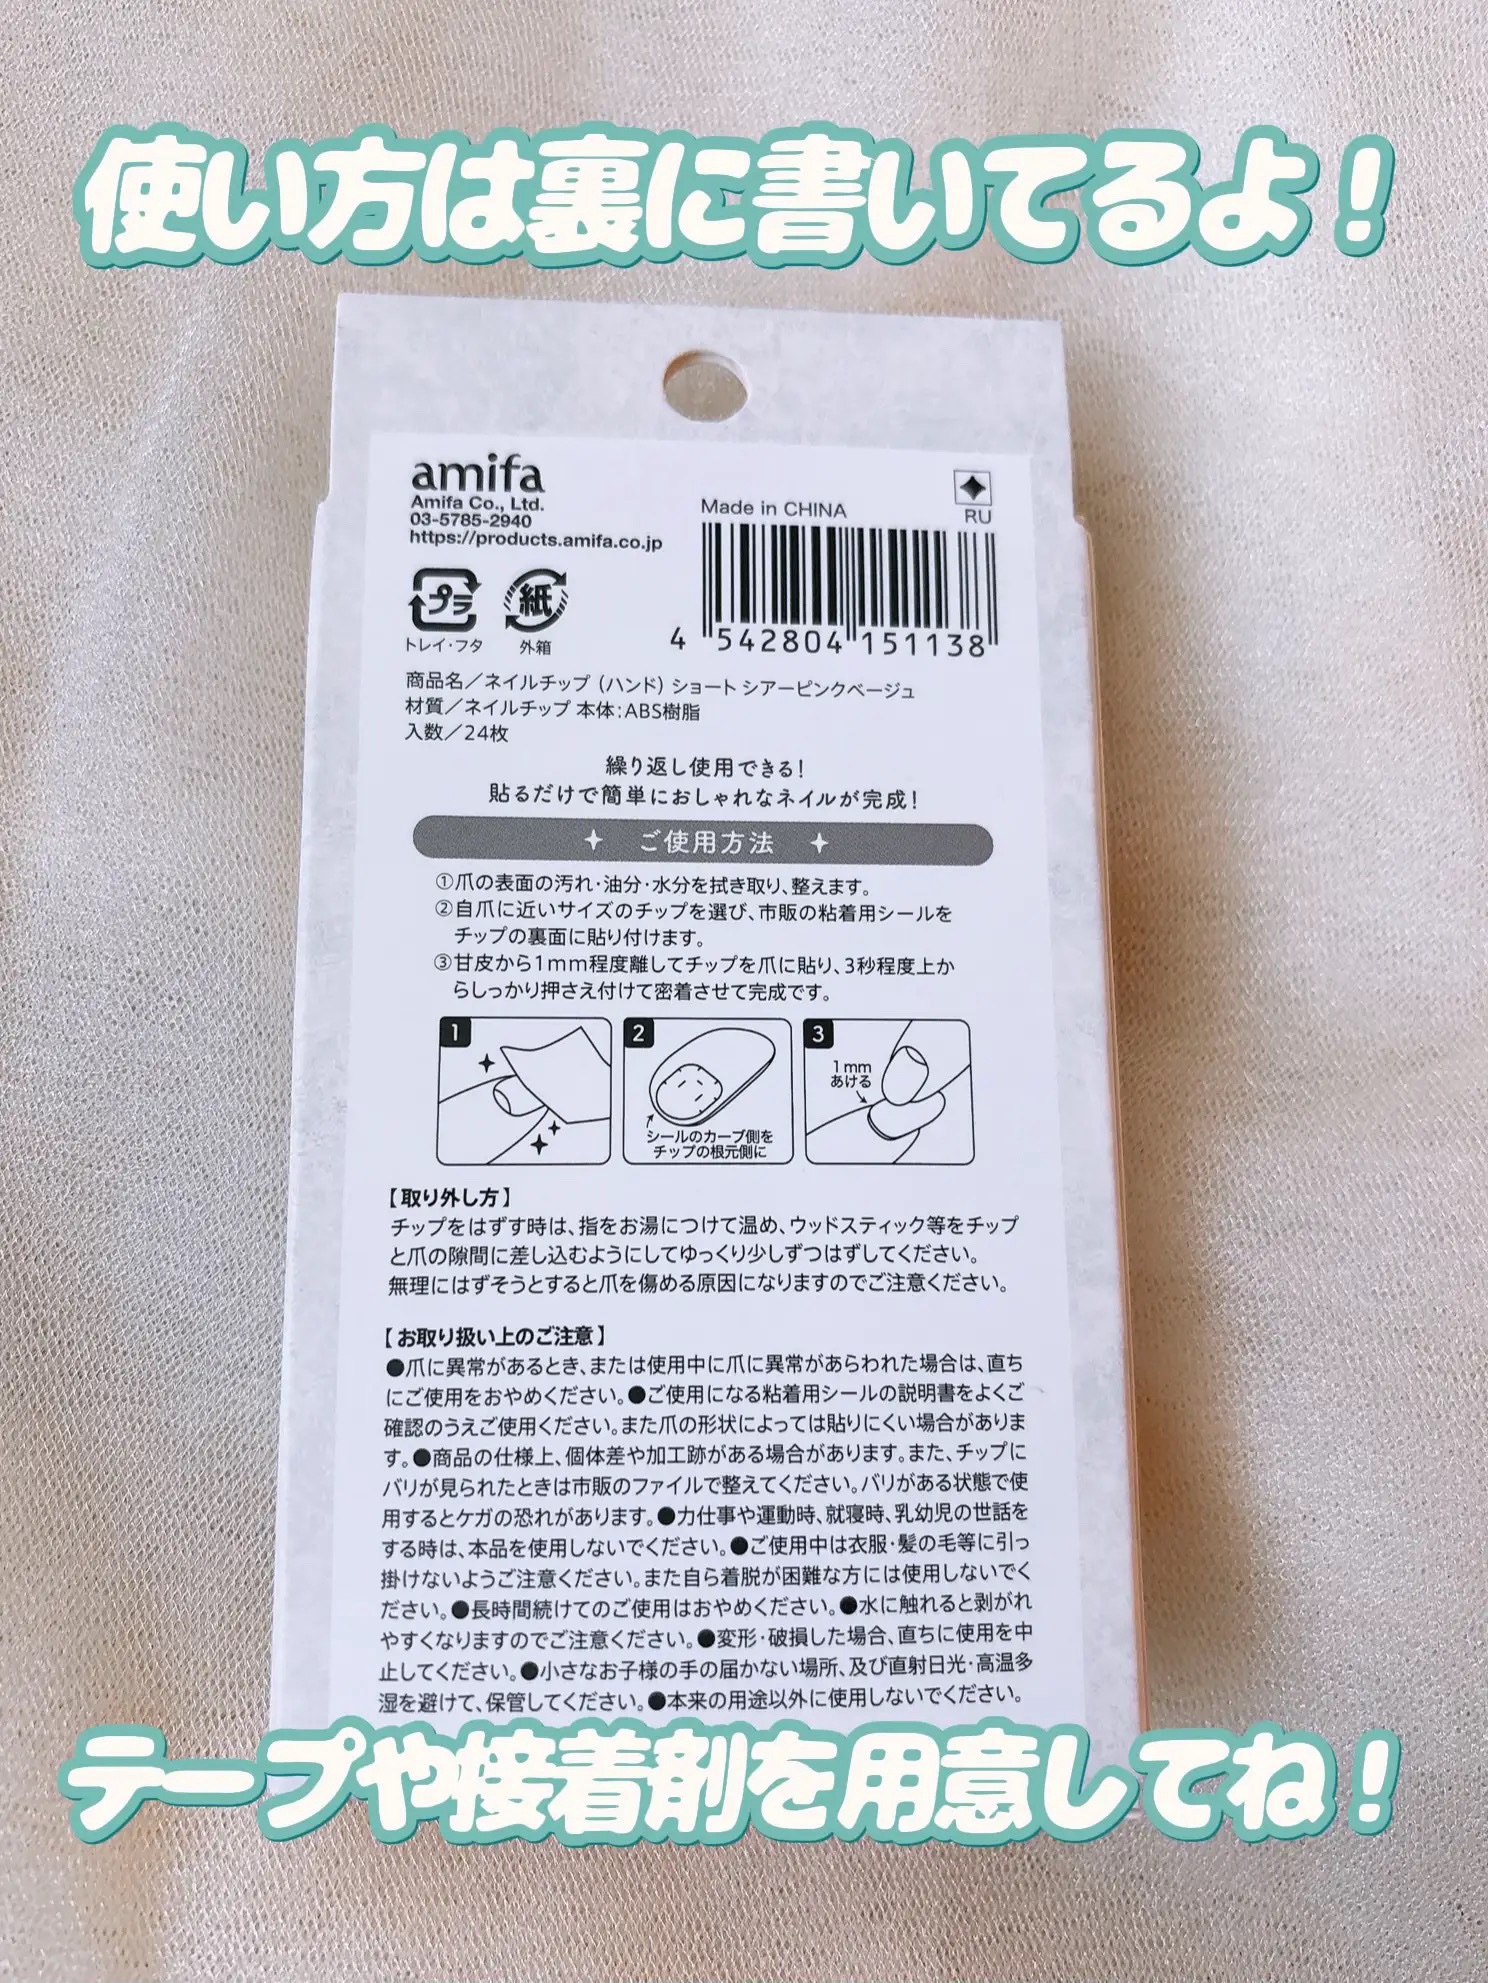 使い方は裏に書いてるよ!
amifa
Amifa Co., Ltd.
03-5785-2940
https://products.amifa.co.jp
Made in CHINA
RU
プラ
トレイ・フタ
紙
外箱
4 542804 151138
商品名/ネイルチップ (ハンド) ショート シアーピンクベージュ
材質/ネイルチップ 本体:ABS樹脂
入数/24枚
繰り返し使用できる!
貼るだけで簡単におしゃれなネイルが完成!
ご使用方法
①爪の表面の汚れ・油分・水分を拭き取り、整えます。
②自爪に近いサイズのチップを選び、市販の粘着用シールを
チップの裏面に貼り付けます。
③甘皮から1mm程度離してチップを爪に貼り、3秒程度上か
らしっかり押さえ付けて密着させて完成です。
1
2
シールのカーブ側を
チップの根元側に
3
1mm
あける
【取り外し方】
チップをはずす時は、指をお湯につけて温め、ウッドスティック等をチップ
と爪の隙間に差し込むようにしてゆっくり少しずつはずしてください。
無理にはずそうとすると爪を傷める原因になりますのでご注意ください。
【お取り扱い上のご注意】
●爪に異常があるとき、または使用中に爪に異常があらわれた場合は、直ち
にご使用をおやめください。●ご使用になる粘着用シールの説明書をよくご
確認のうえご使用ください。また爪の形状によっては貼りにくい場合がありま
す。●商品の仕様上、個体差や加工跡がある場合があります。また、チップに
バリが見られたときは市販のファイルで整えてください。バリがある状態で使
用するとケガの恐れがあります。●力仕事や運動時、就寝時、乳幼児の世話を
する時は、本品を使用しないでください。●ご使用中は衣服・髪の毛等に引っ
掛けないようご注意ください。また自ら着脱が困難な方には使用しないでく
ださい。●長時間続けてのご使用はおやめください。●水に触れると剥がれ
やすくなりますのでご注意ください。●変形・破損した場合、直ちに使用を中
止してください。●小さなお子様の手の届かない場所、及び直射日光・高温多
湿を避けて、保管してください。●本来の用途以外に使用しないでください。
テープや接着剤を用意してね!